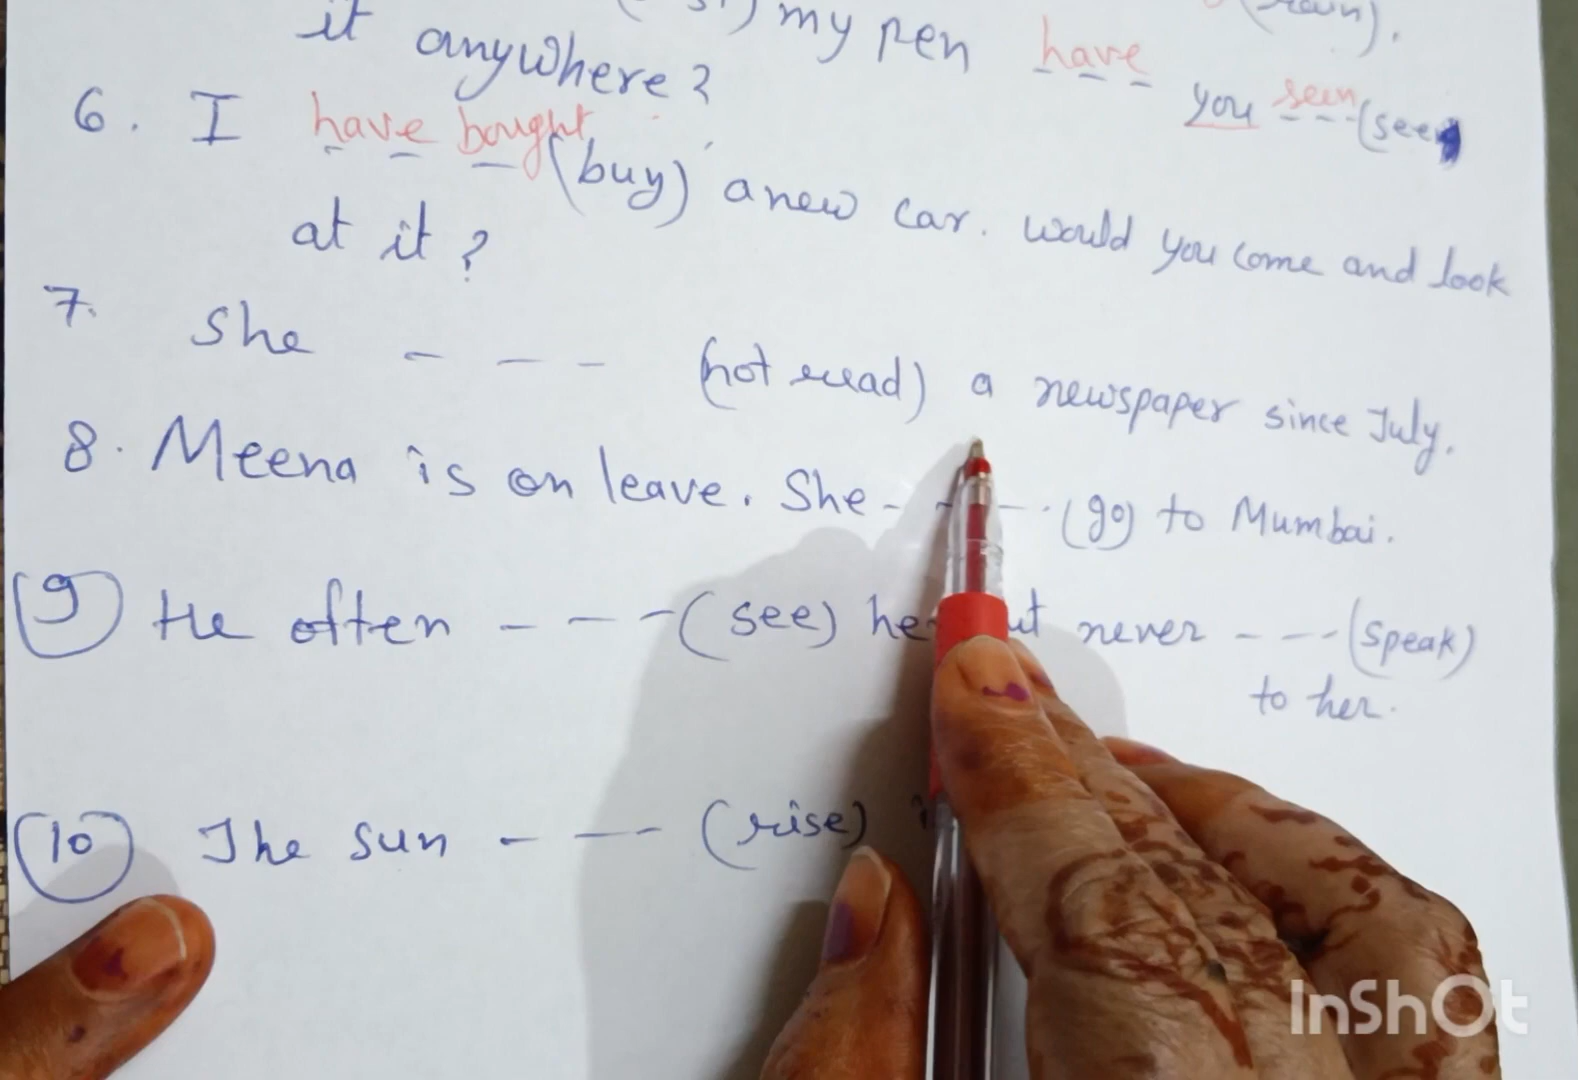 my pen have you seen (see
it anywhere?
6. I have bought (buy) a new car. would you come and look
at it?
7. She - - - (not read) a newspaper since July.
8. Meena is on leave. She - - - (go) to Mumbai.
9 He often - - - (see) never - - - (speak)
to her.
10 The sun - - - (rise)
InShOt